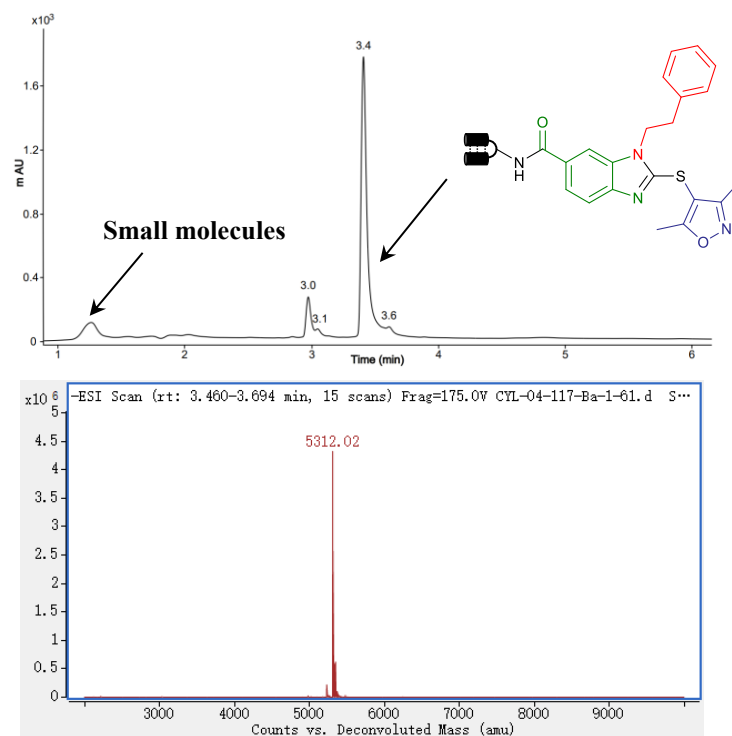 x10³
3.4
1.6
1.2
m AU
0.8
0.4
0
Small molecules
3.0
3.1
3.6
1
2
3
4
5
6
Time (min)
O
N
H
N
N
S
O
N
x10 6
-ESI Scan (rt: 3.460-3.694 min, 15 scans) Frag=175.0V CYL-04-117-Ba-1-61.d S…
5312.02
5
4.5
4
3.5
3
2.5
2
1.5
1
0.5
0
3000
4000
5000
6000
7000
8000
9000
Counts vs. Deconvoluted Mass (amu)